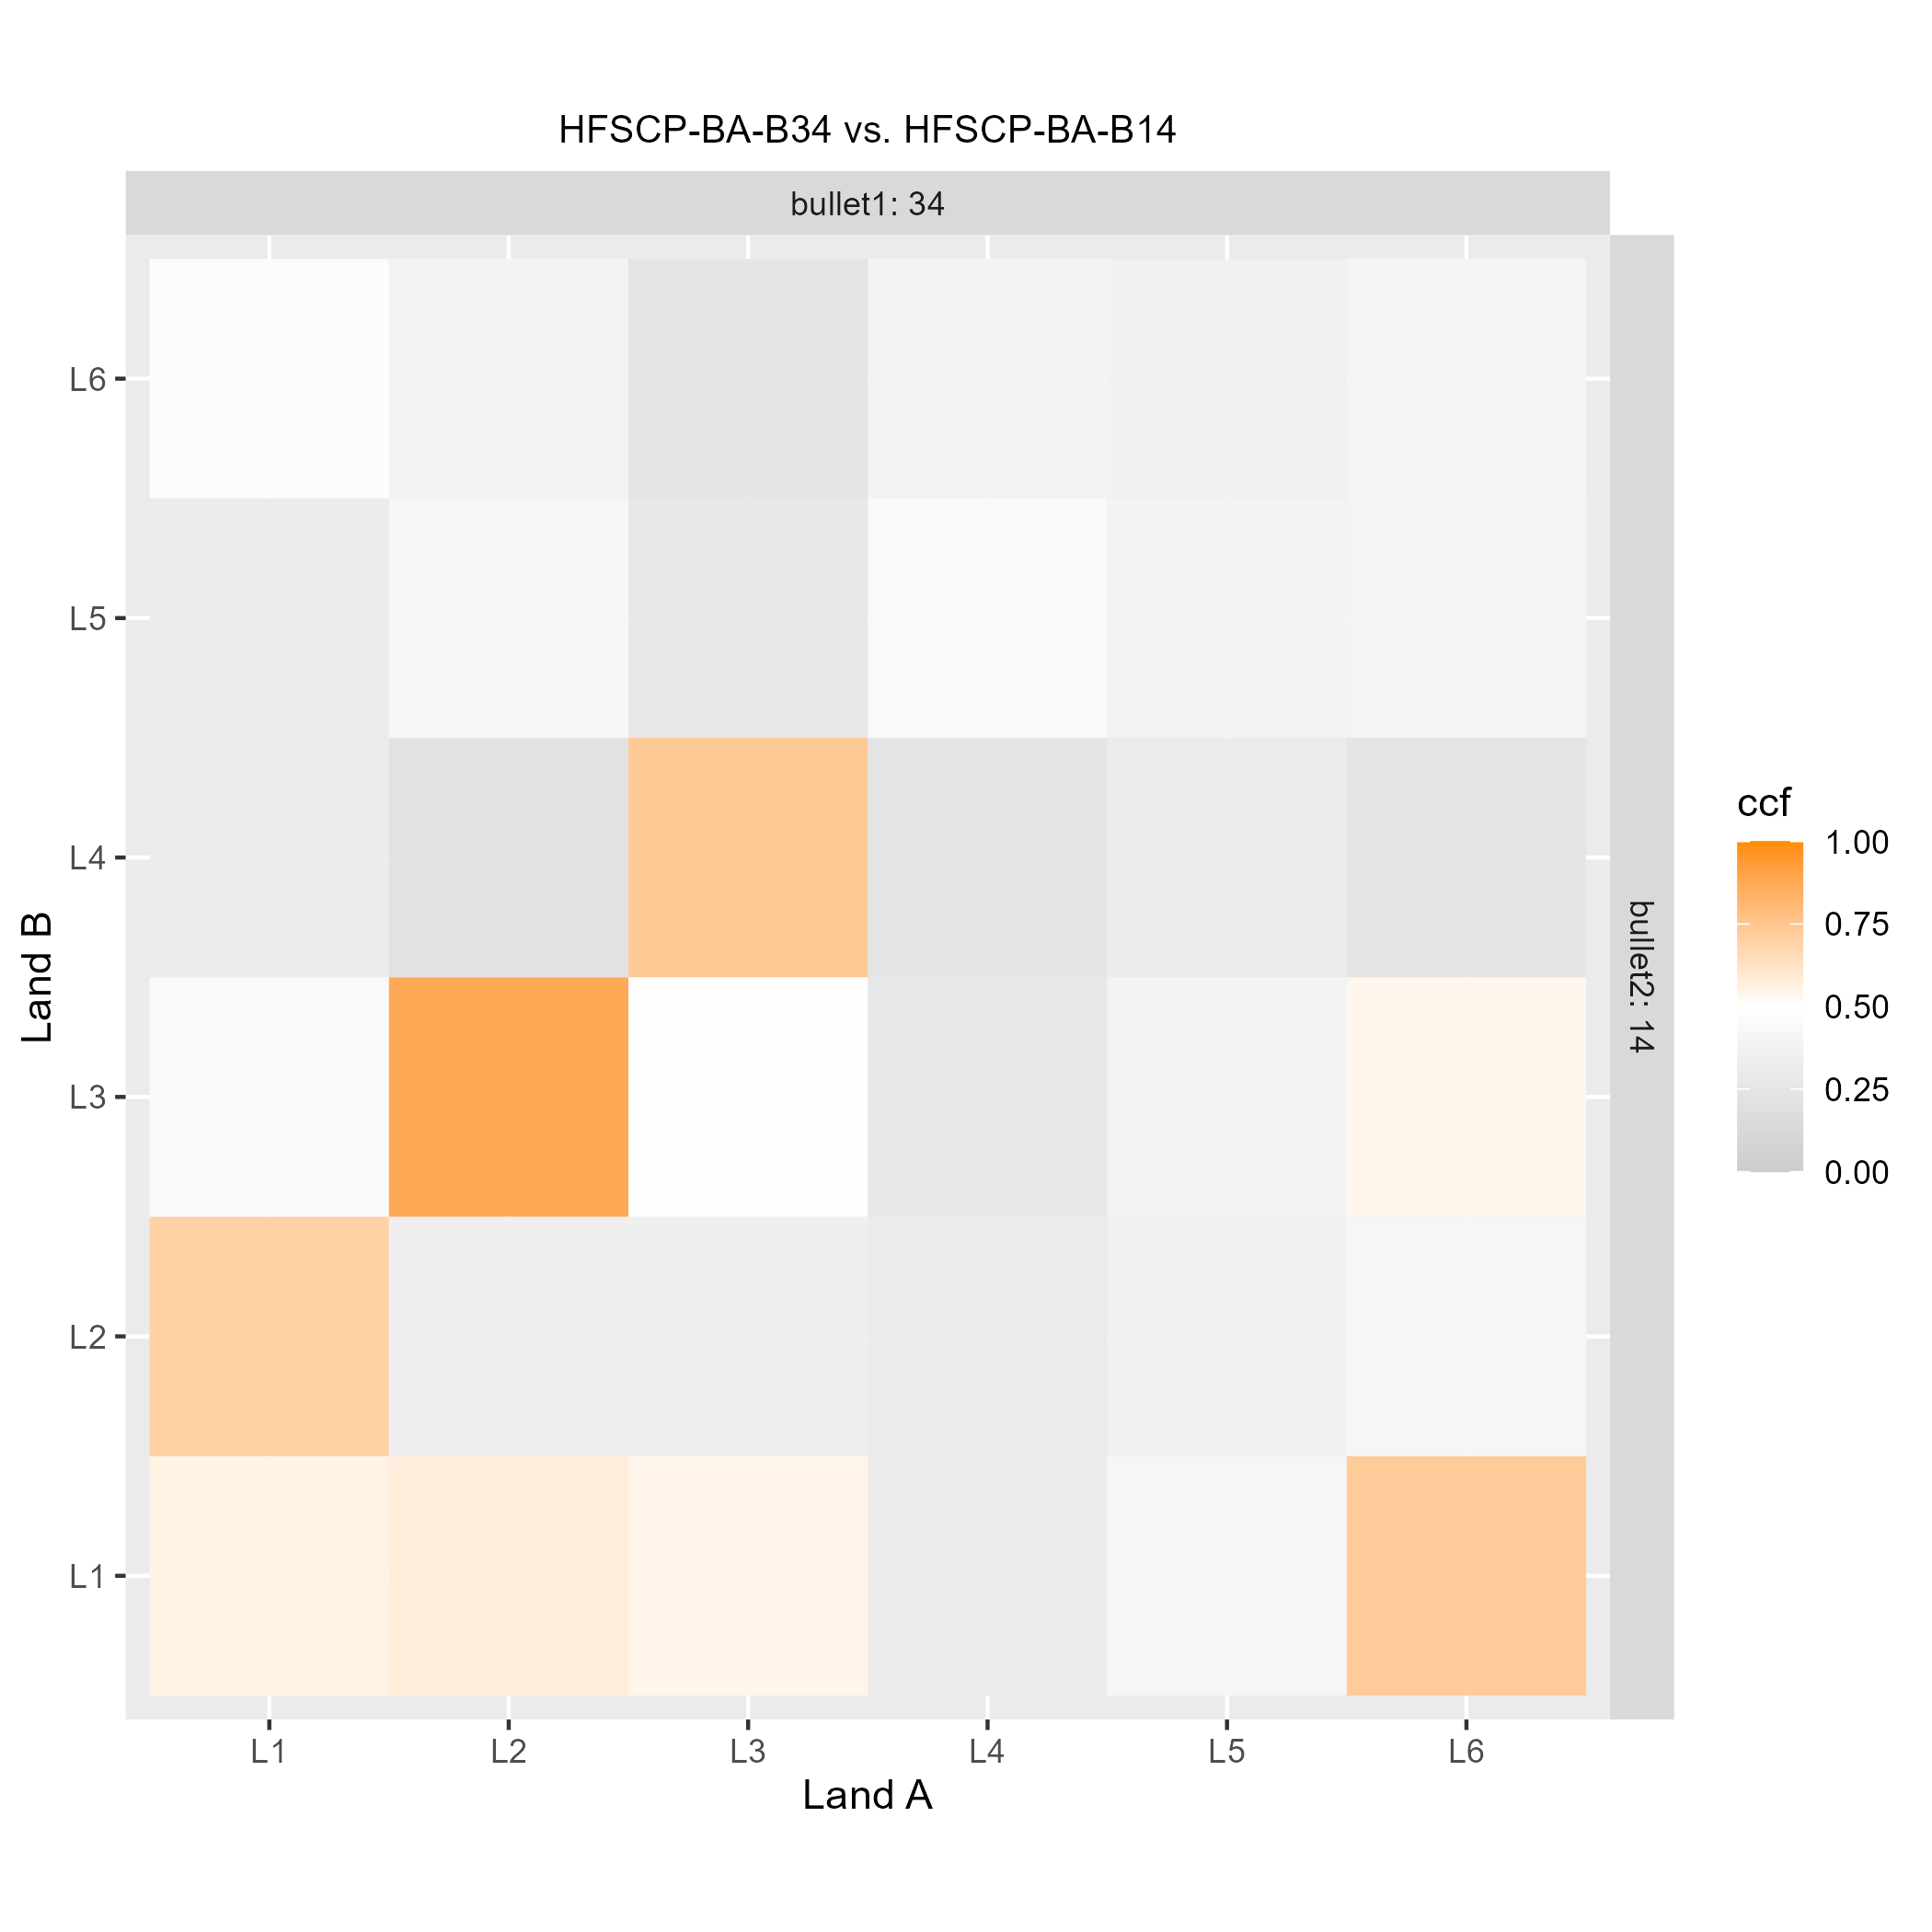 HFSCP-BA-B34 vs. HFSCP-BA-B14
bullet1: 34
L6
L5
L4
L3
L2
L1
Land B
bullet2: 14
L1 L2 L3 L4 L5 L6
Land A
ccf
1.00
0.75
0.50
0.25
0.00